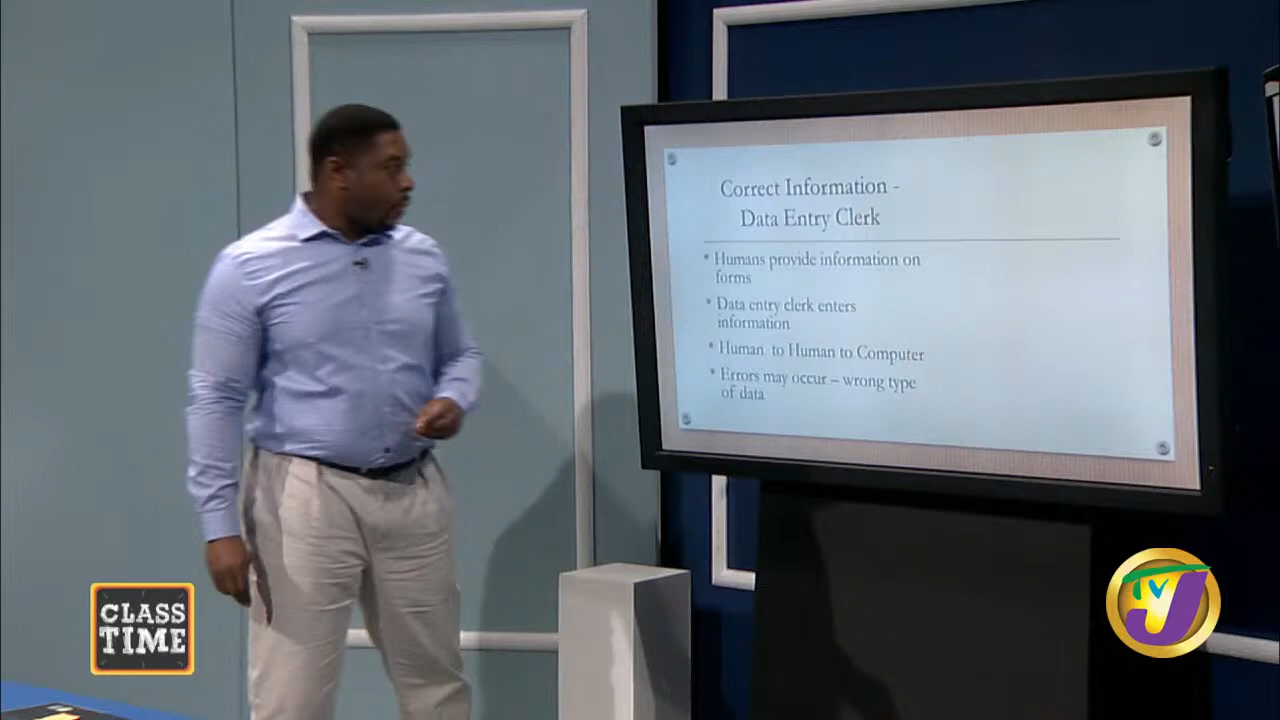 Correct Information -
Data Entry Clerk
* Humans provide information on
forms
* Data entry clerk enters
information
* Human to Human to Computer
* Errors may occur – wrong type
of data
CLASS
TIME
TVJ